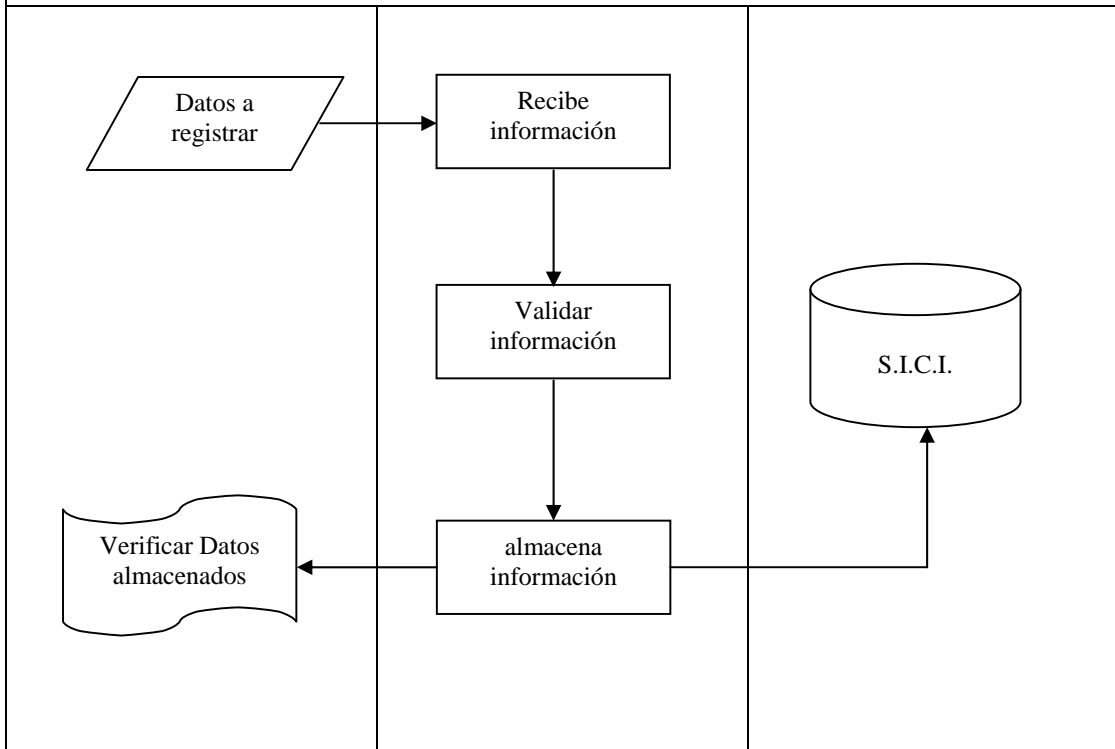 Datos a
registrar
Recibe
información
Validar
información
S.I.C.I.
Verificar Datos
almacenados
almacena
información